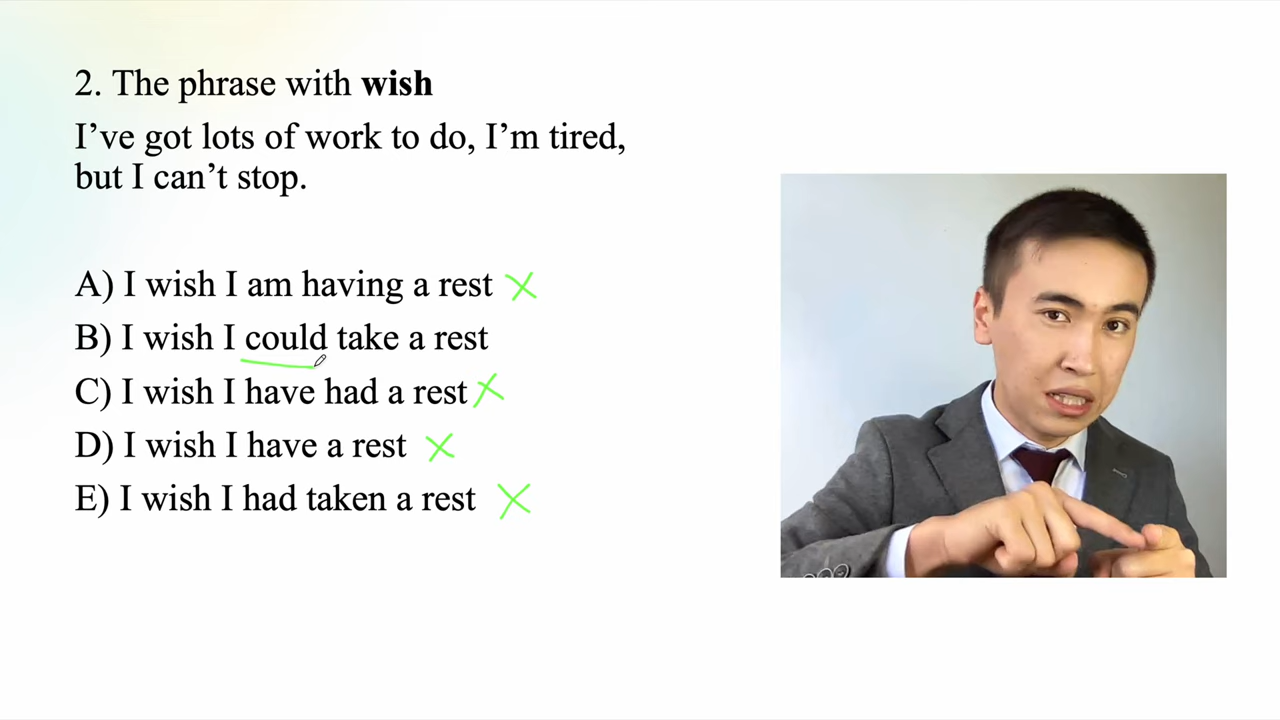 2. The phrase with wish
I’ve got lots of work to do, I’m tired,
but I can’t stop.
A) I wish I am having a rest
B) I wish I could take a rest
C) I wish I have had a rest
D) I wish I have a rest
E) I wish I had taken a rest